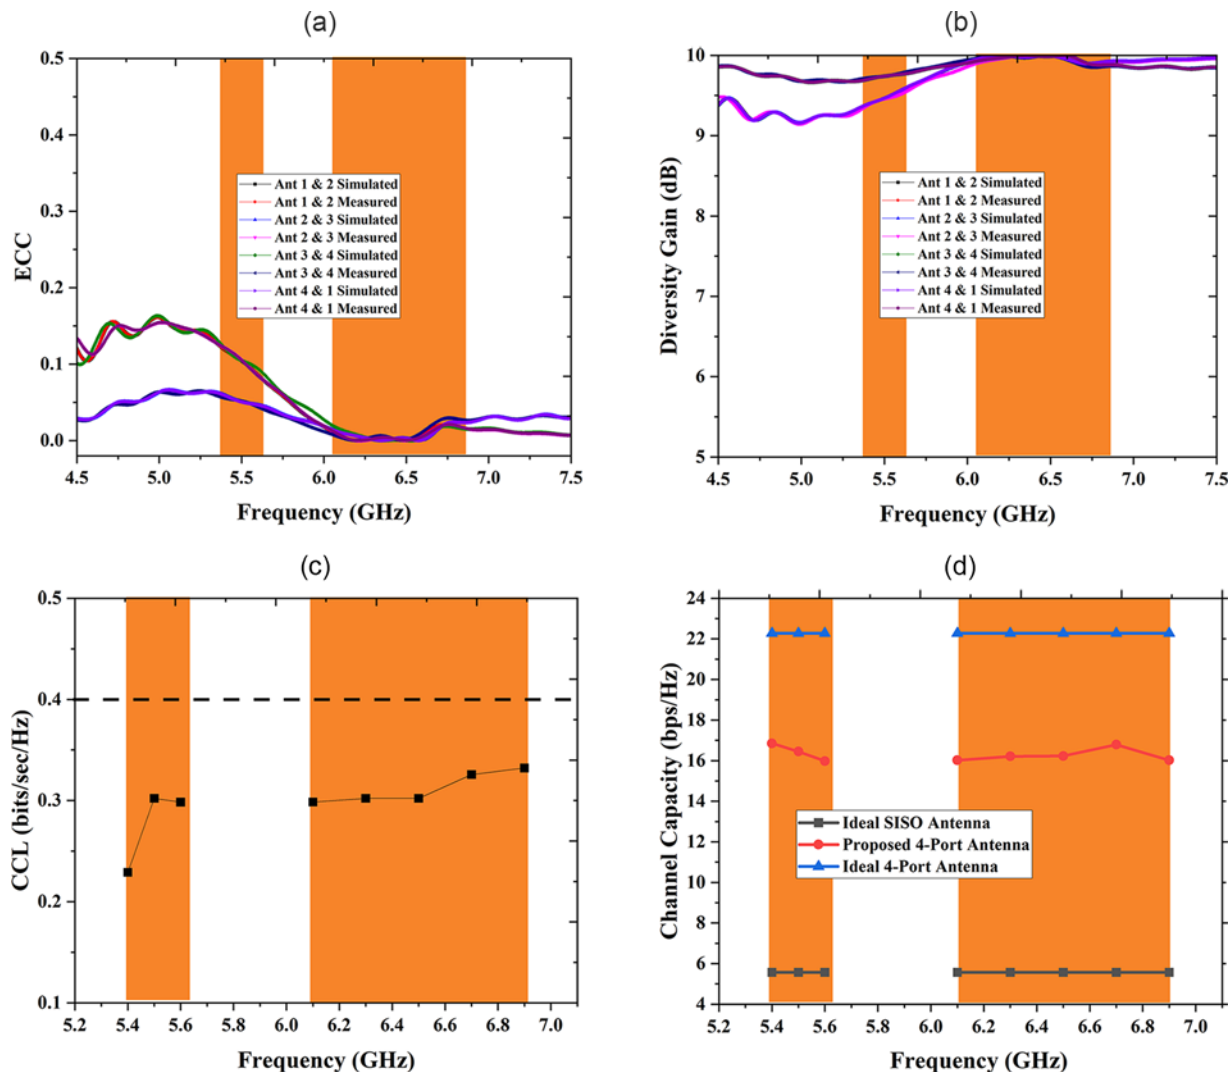 (a)
0.5
0.4
0.3
0.2
0.1
0.0
ECC
Ant 1 & 2 Simulated
Ant 1 & 2 Measured
Ant 2 & 3 Simulated
Ant 2 & 3 Measured
Ant 3 & 4 Simulated
Ant 3 & 4 Measured
Ant 4 & 1 Simulated
Ant 4 & 1 Measured
4.5 5.0 5.5 6.0 6.5 7.0 7.5
Frequency (GHz)
(b)
10
9
8
7
6
5
Diversity Gain (dB)
Ant 1 & 2 Simulated
Ant 1 & 2 Measured
Ant 2 & 3 Simulated
Ant 2 & 3 Measured
Ant 3 & 4 Simulated
Ant 3 & 4 Measured
Ant 4 & 1 Simulated
Ant 4 & 1 Measured
4.5 5.0 5.5 6.0 6.5 7.0 7.5
Frequency (GHz)
(c)
0.5
0.4
0.3
0.2
0.1
CCL (bits/sec/Hz)
5.2 5.4 5.6 5.8 6.0 6.2 6.4 6.6 6.8 7.0
Frequency (GHz)
(d)
24
22
20
18
16
14
12
10
8
6
4
Channel Capacity (bps/Hz)
Ideal SISO Antenna
Proposed 4-Port Antenna
Ideal 4-Port Antenna
5.2 5.4 5.6 5.8 6.0 6.2 6.4 6.6 6.8 7.0
Frequency (GHz)